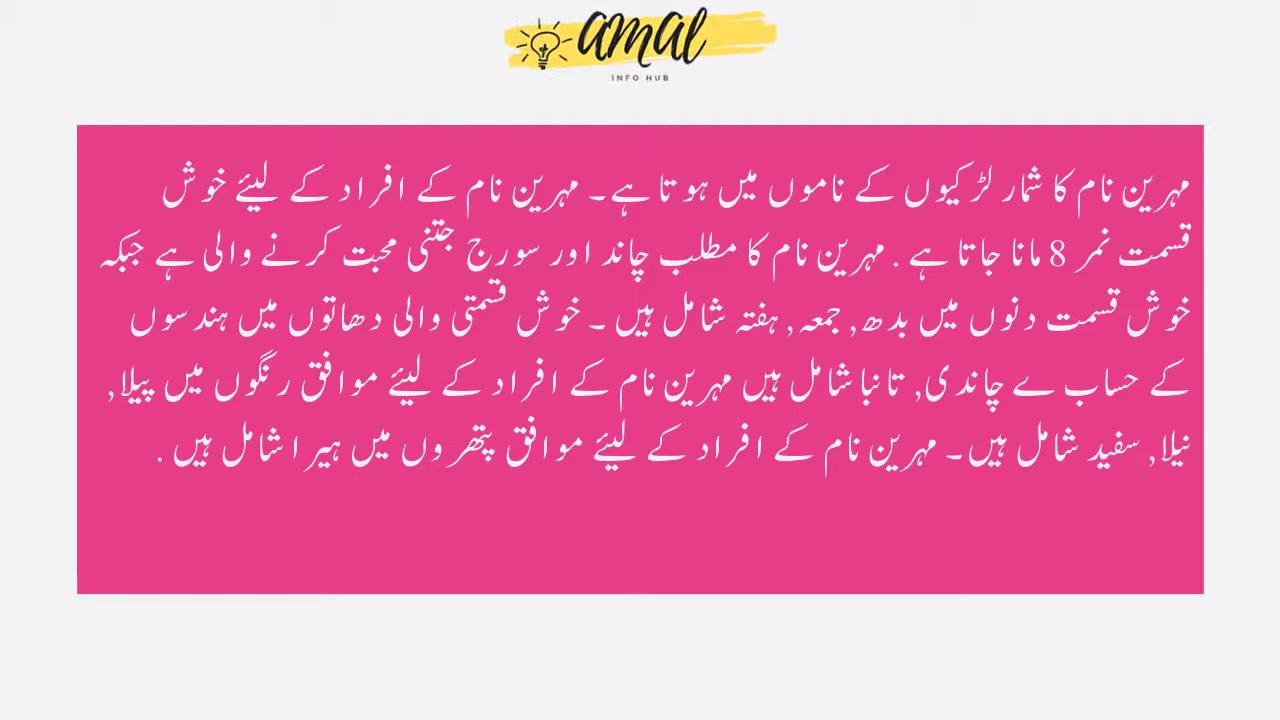 amal
INFO HUB
مہرین نام کا شمار لڑکیوں کے ناموں میں ہوتا ہے۔ مہرین نام کے افراد کے لیئے خوش
قسمت نمر 8 مانا جاتا ہے . مہرین نام کا مطلب چاند اور سورج جتنی محبت کرنے والی ہے جبکہ
خوش قسمت دنوں میں بدھ, جمعہ, ہفتہ شامل ہیں۔ خوش قسمتی والی دھاتوں میں ہندسوں
کے حساب ے چاندی, تانبا شامل ہیں مہرین نام کے افراد کے لیئے موافق رنگوں میں پیلا,
نیلا, سفید شامل ہیں۔ مہرین نام کے افراد کے لیئے موافق پتھروں میں ہیرا شامل ہیں .